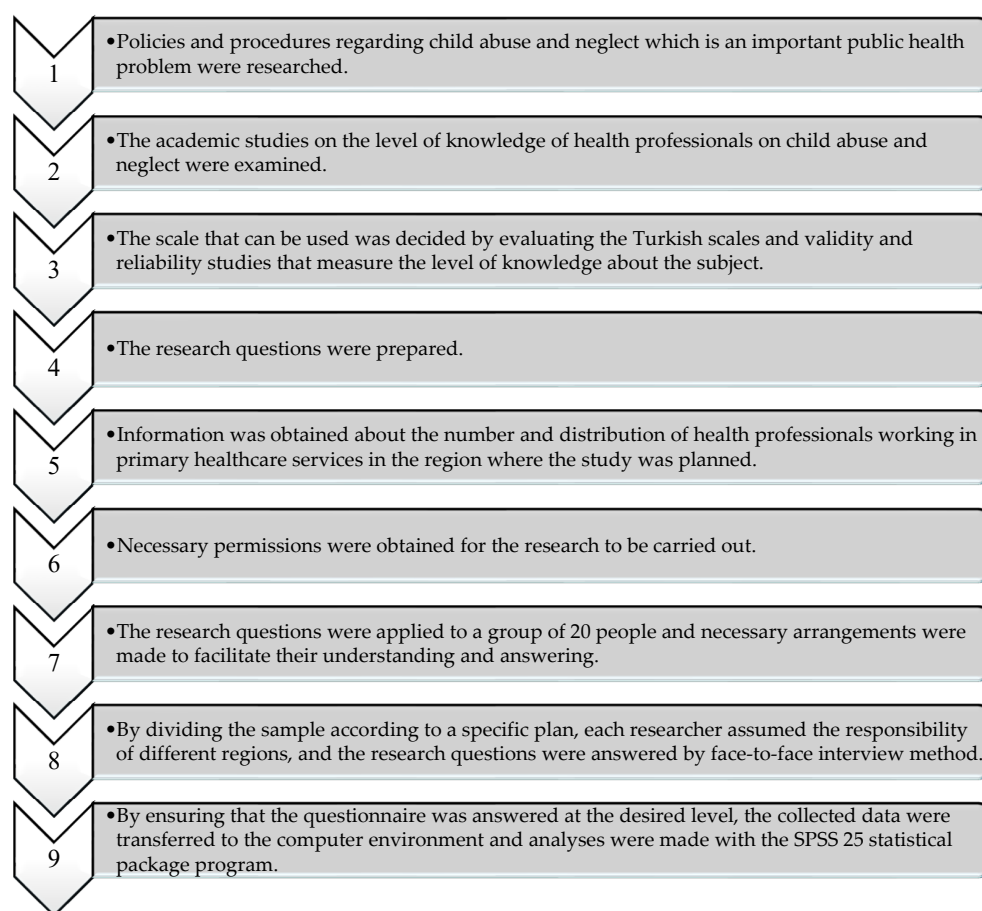 1
•Policies and procedures regarding child abuse and neglect which is an important public health
problem were researched.
2
•The academic studies on the level of knowledge of health professionals on child abuse and
neglect were examined.
3
•The scale that can be used was decided by evaluating the Turkish scales and validity and
reliability studies that measure the level of knowledge about the subject.
4
•The research questions were prepared.
5
•Information was obtained about the number and distribution of health professionals working in
primary healthcare services in the region where the study was planned.
6
•Necessary permissions were obtained for the research to be carried out.
7
•The research questions were applied to a group of 20 people and necessary arrangements were
made to facilitate their understanding and answering.
8
•By dividing the sample according to a specific plan, each researcher assumed the responsibility
of different regions, and the research questions were answered by face-to-face interview method.
9
•By ensuring that the questionnaire was answered at the desired level, the collected data were
transferred to the computer environment and analyses were made with the SPSS 25 statistical
package program.